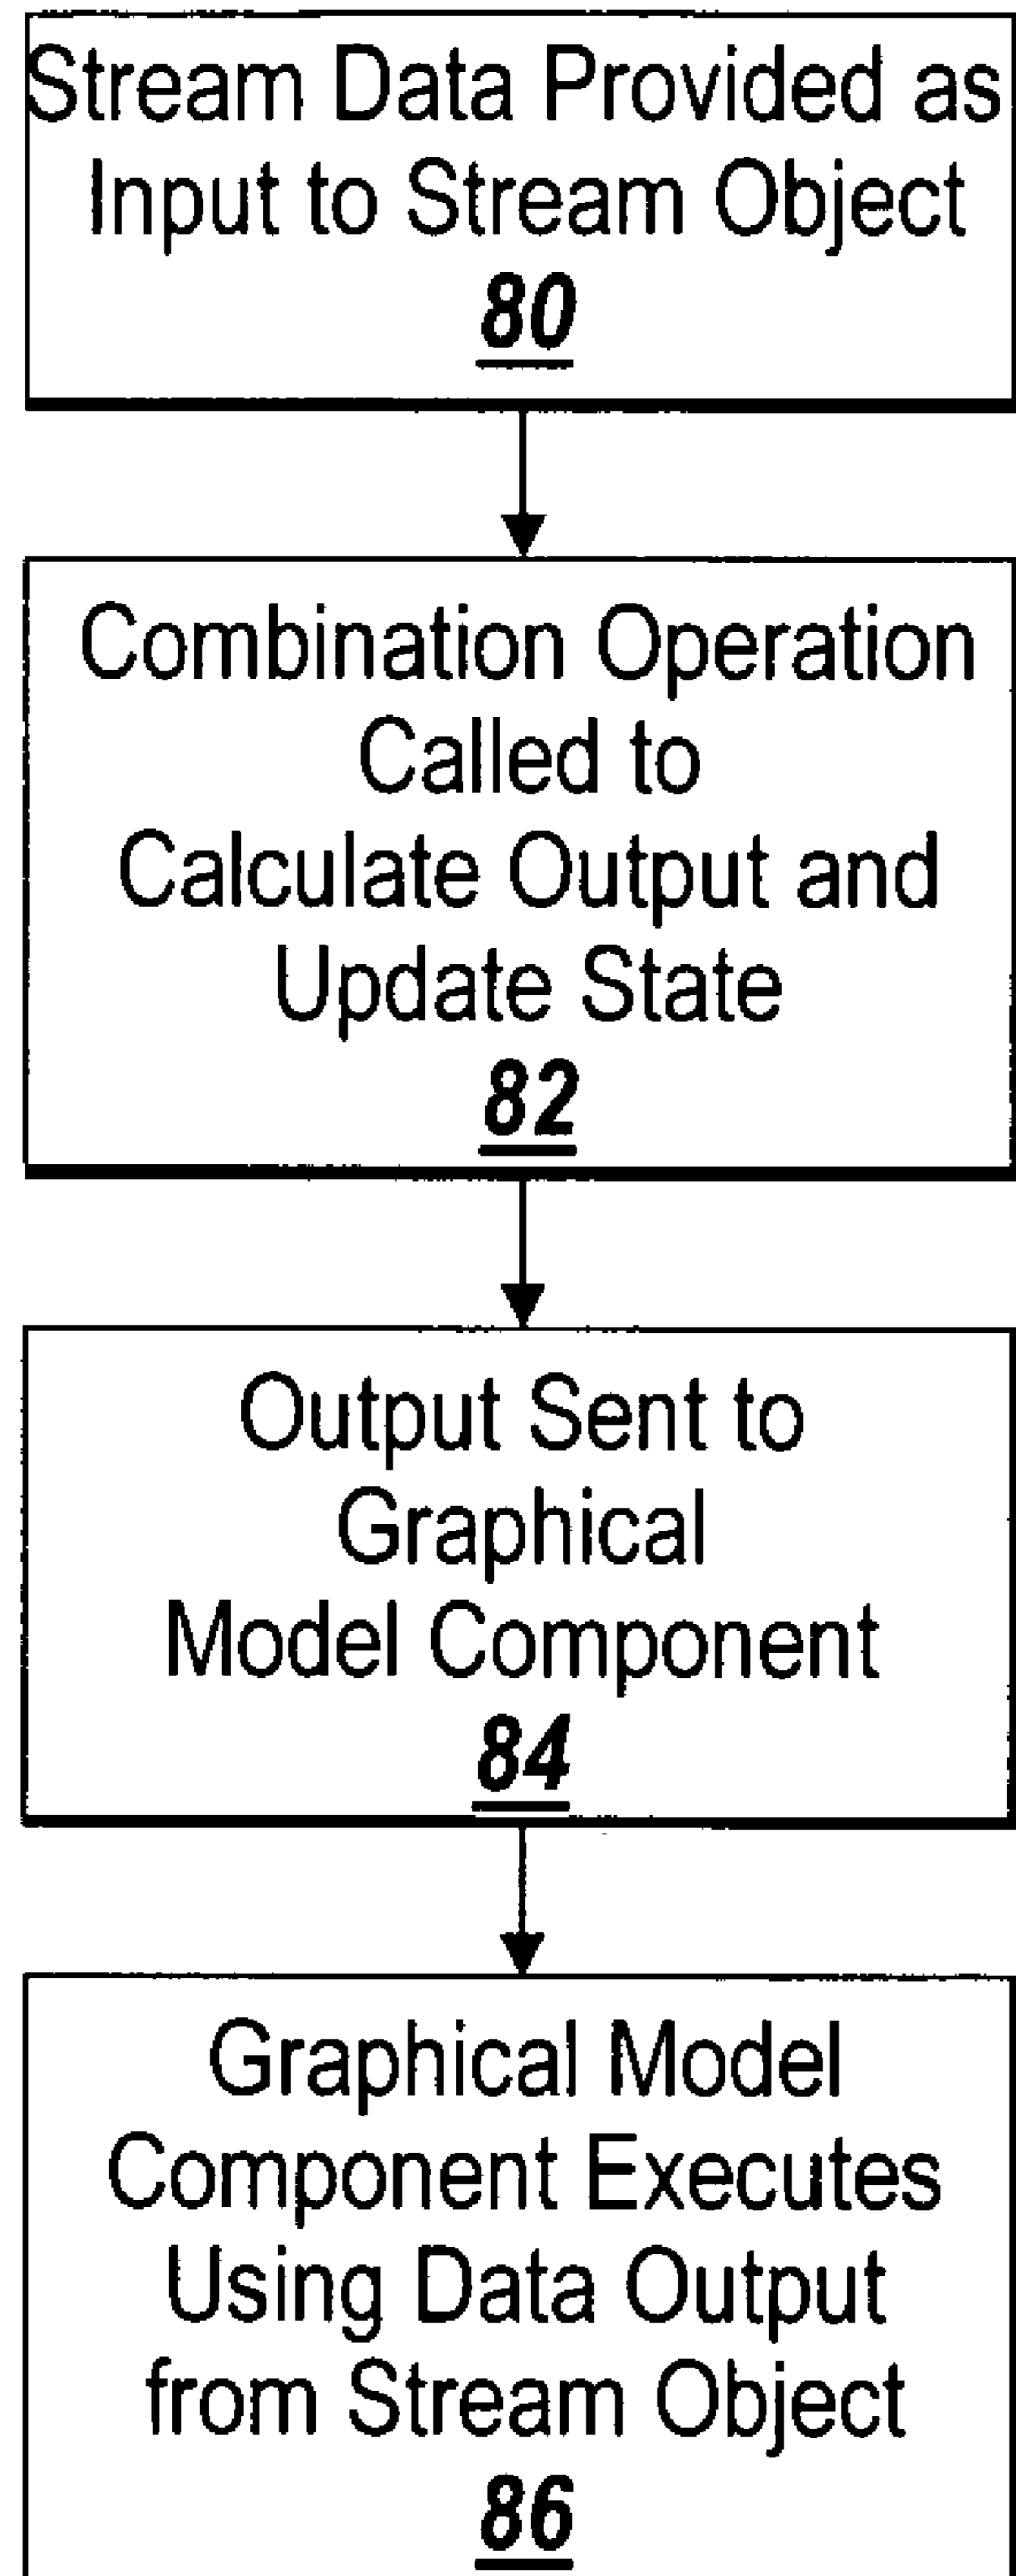 Stream Data Provided as
Input to Stream Object
80
Combination Operation
Called to
Calculate Output and
Update State
82
Output Sent to
Graphical
Model Component
84
Graphical Model
Component Executes
Using Data Output
from Stream Object
86